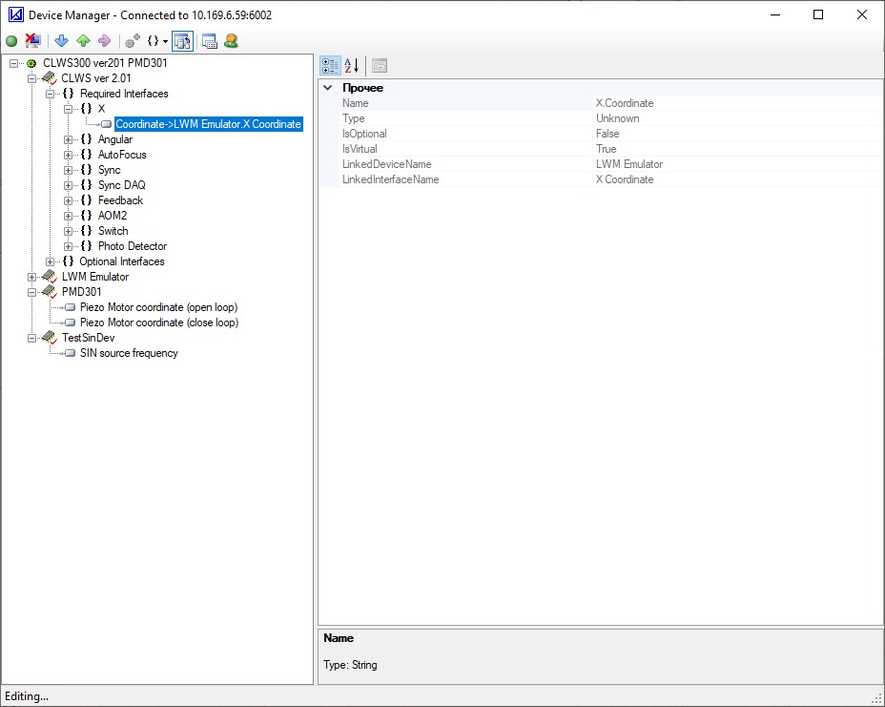 Device Manager - Connected to 10.169.6.59:6002
CLWS300 ver201 PMD301
CLWS ver 2.01
{} Required Interfaces
{} X
Coordinate->LWM Emulator.X Coordinate
{} Angular
{} AutoFocus
{} Sync
{} Sync DAQ
{} Feedback
{} AOM2
{} Switch
{} Photo Detector
{} Optional Interfaces
LWM Emulator
PMD301
Piezo Motor coordinate (open loop)
Piezo Motor coordinate (close loop)
TestSinDev
SIN source frequency
Прочее
Name X.Coordinate
Type Unknown
IsOptional False
IsVirtual True
LinkedDeviceName LWM Emulator
LinkedInterfaceName X Coordinate
Name
Type: String
Editing...